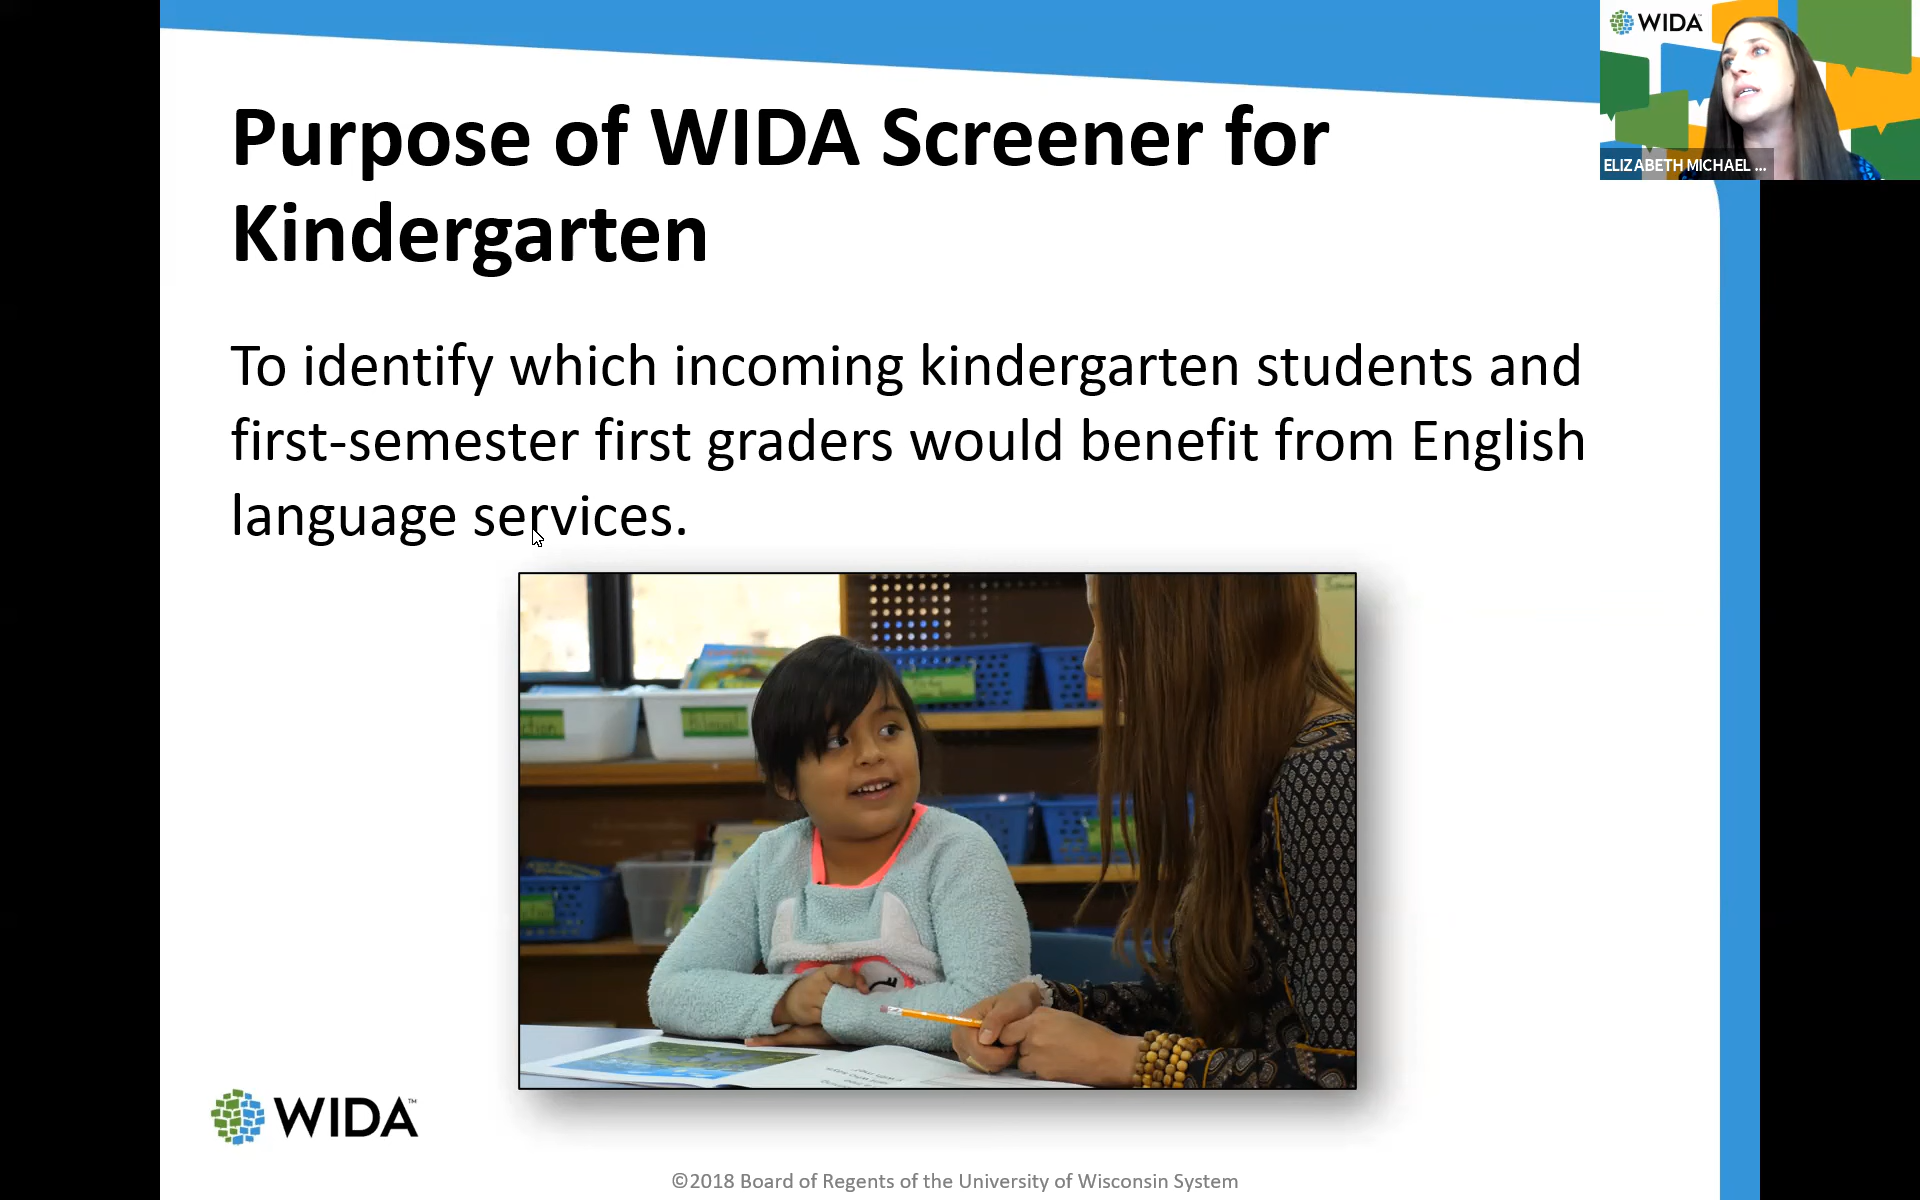 WIDA
ELIZABETH MICHAEL ...
Purpose of WIDA Screener for
Kindergarten
To identify which incoming kindergarten students and
first-semester first graders would benefit from English
language services.
WIDA™
©2018 Board of Regents of the University of Wisconsin System